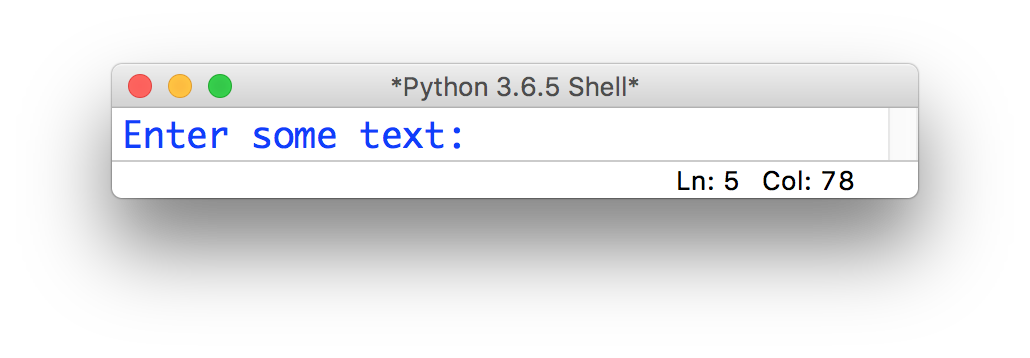 *Python 3.6.5 Shell*
Enter some text:
Ln: 5 Col: 78